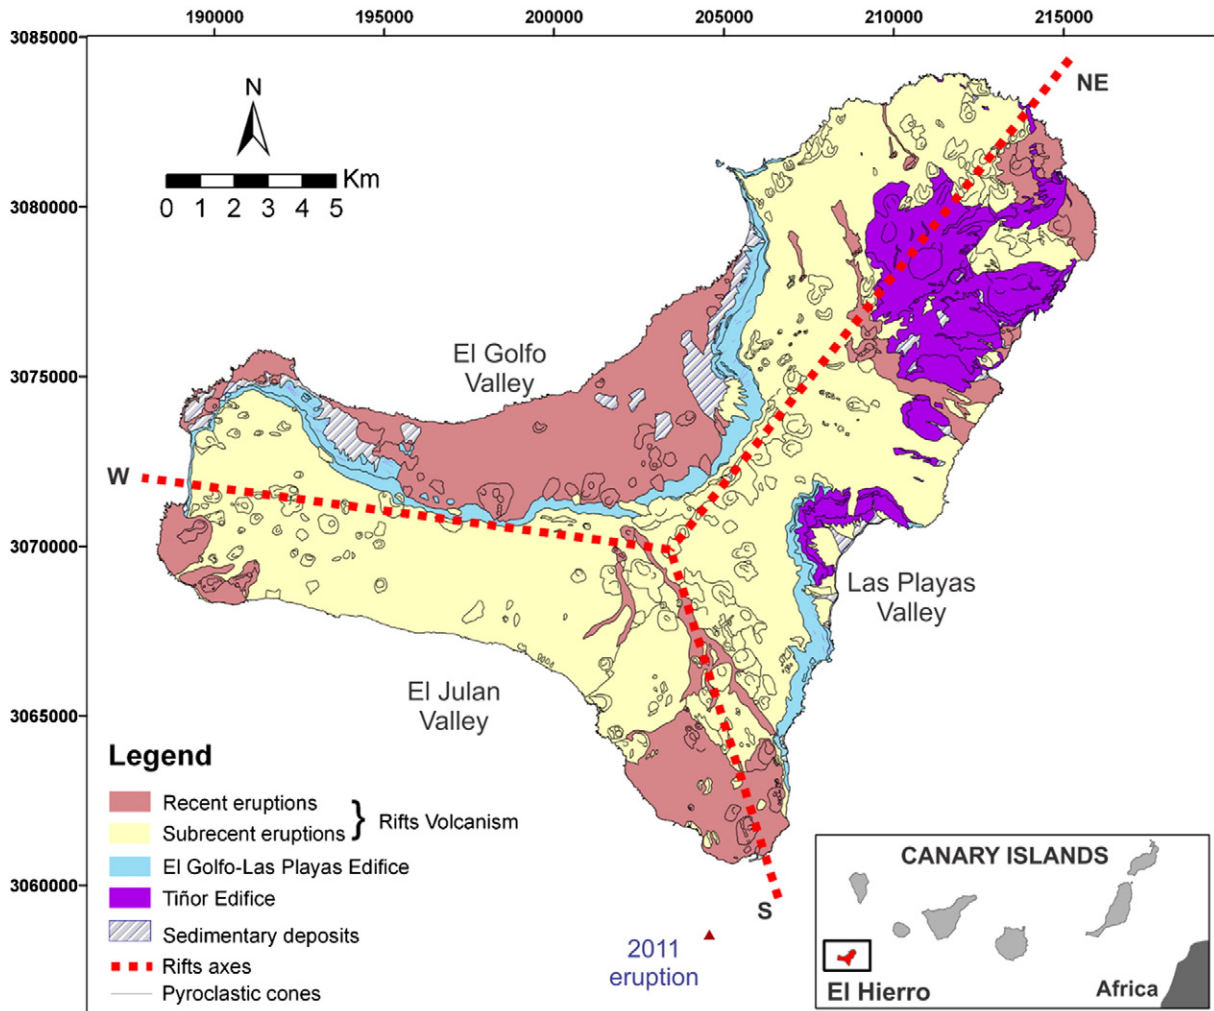 190000 195000 200000 205000 210000 215000
3085000
NE
N
Km
0 1 2 3 4 5
3080000
El Golfo
Valley
3075000
W
3070000
Las Playas
Valley
El Julan
Valley
3065000
Legend
Recent eruptions
Subrecent eruptions
} Rifts Volcanism
El Golfo-Las Playas Edifice
3060000
Tiñor Edifice
Sedimentary deposits
Rifts axes
Pyroclastic cones
S
2011
eruption
CANARY ISLANDS
El Hierro
Africa